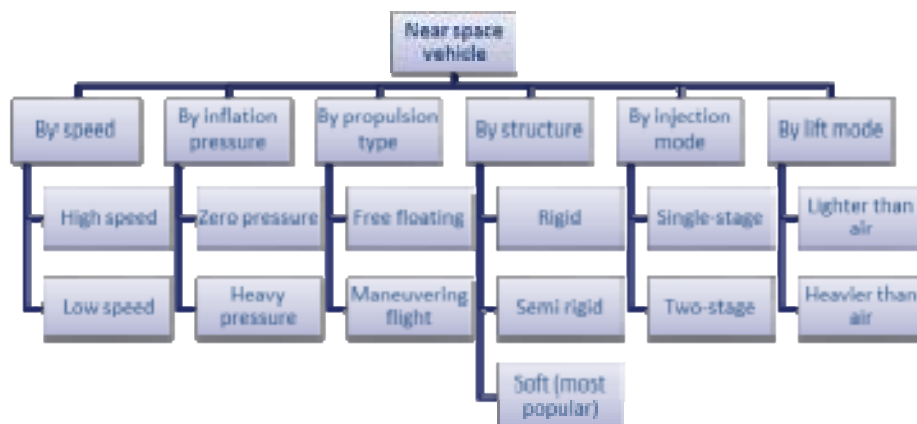 Near space
vehicle
By speed
By inflation
pressure
By propulsion
type
By structure
By injection
mode
By lift mode
High speed
Zero pressure
Free floating
Rigid
Single-stage
Lighter than
air
Low speed
Heavy
pressure
Maneuvering
flight
Semi rigid
Two-stage
Heavier than
air
Soft (most
popular)